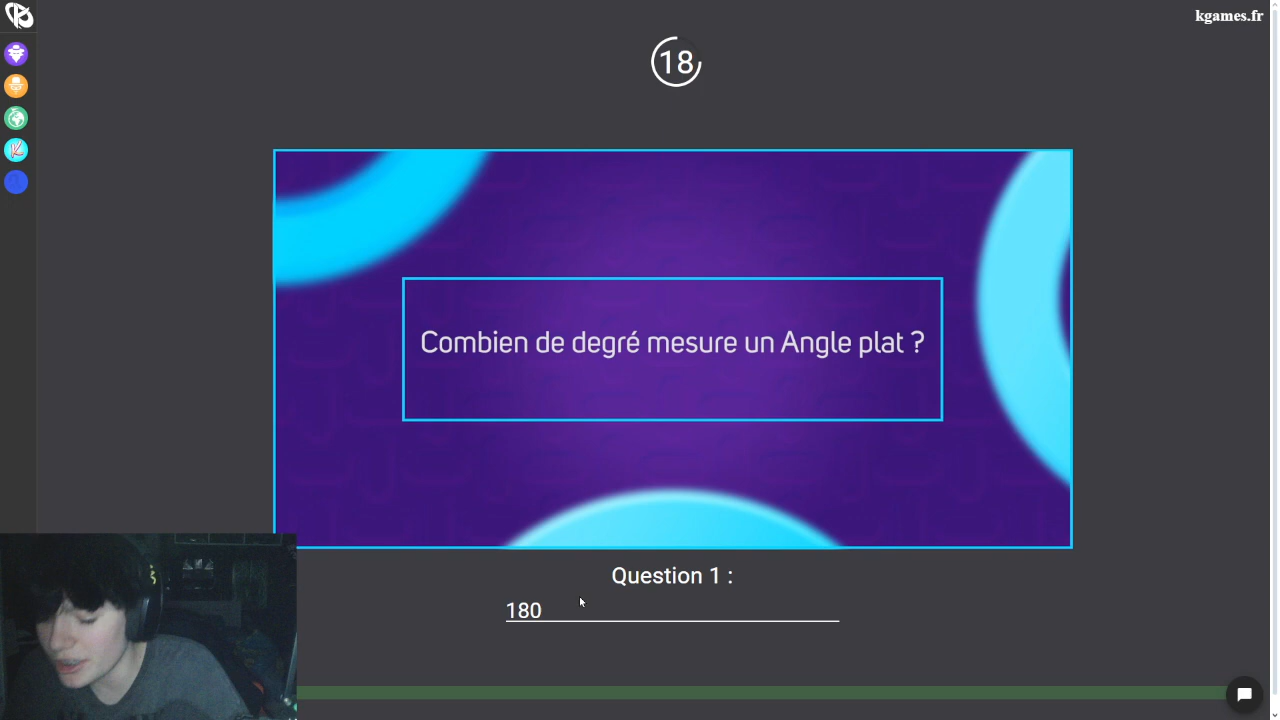 kgames.fr
18
Combien de degré mesure un Angle plat ?
Question 1 :
180